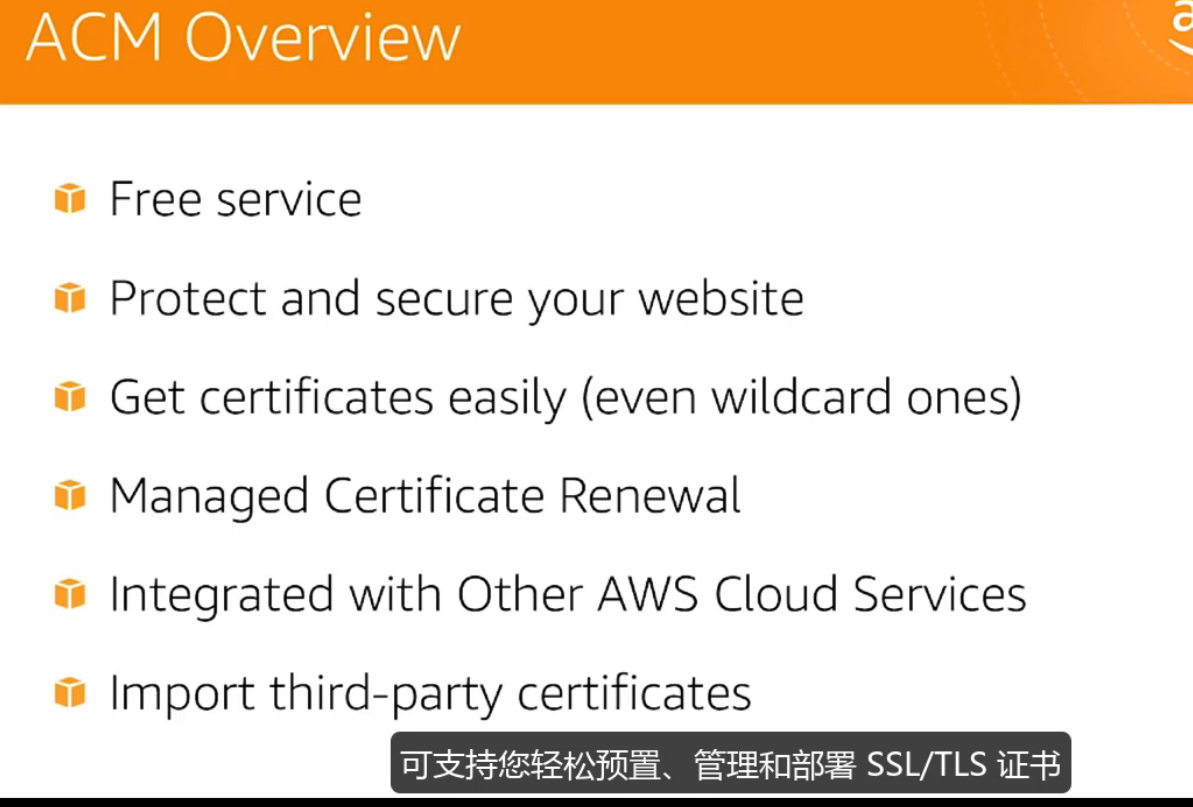 ACM Overview
Free service
Protect and secure your website
Get certificates easily (even wildcard ones)
Managed Certificate Renewal
Integrated with Other AWS Cloud Services
Import third-party certificates
可支持您轻松预置、管理和部署 SSL/TLS 证书